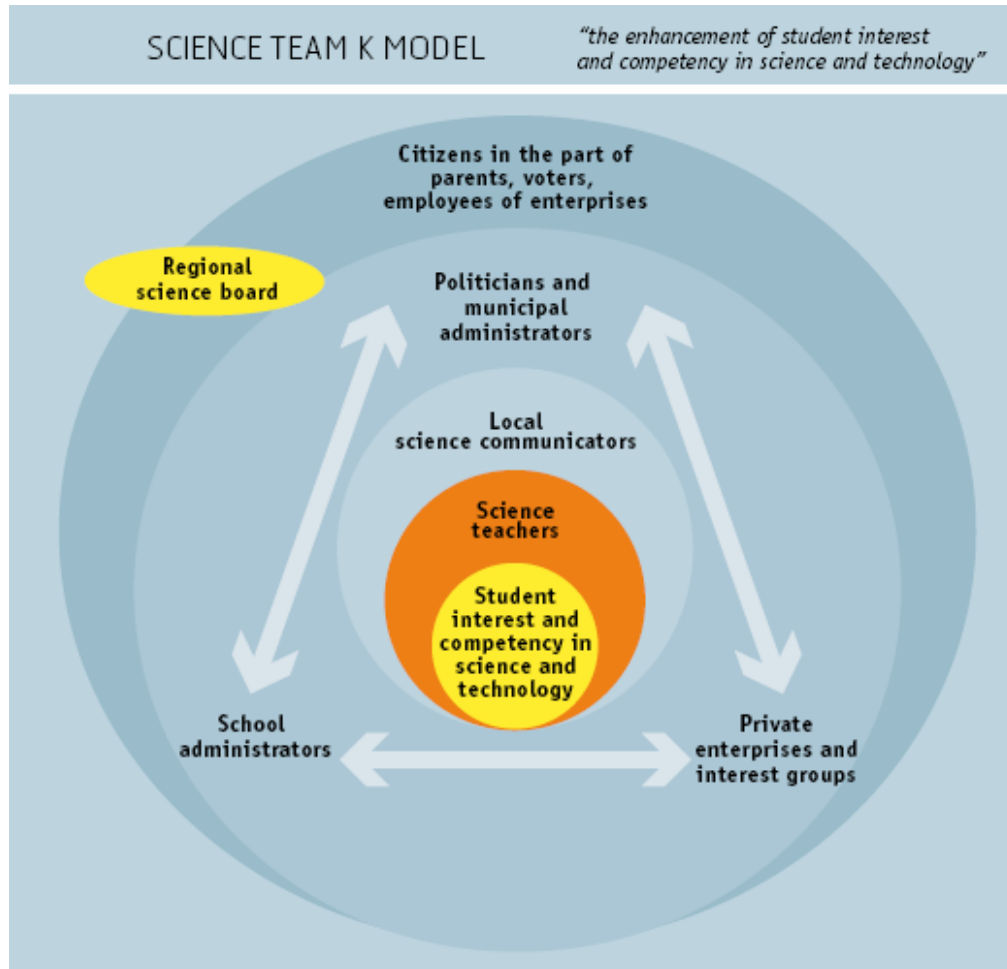 SCIENCE TEAM K MODEL
“the enhancement of student interest
and competency in science and technology”
Citizens in the part of
parents, voters,
employees of enterprises
Regional
science board
Politicians and
municipal
administrators
Local
science communicators
Science
teachers
Student
interest and
competency in
science and
technology
School
administrators
Private
enterprises and
interest groups